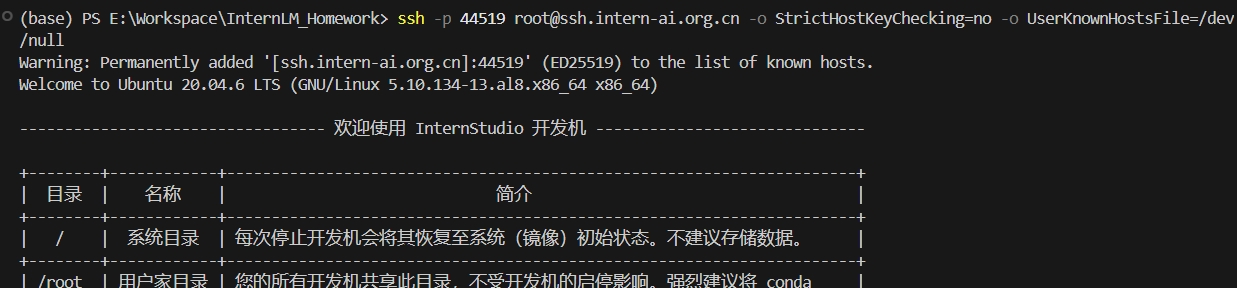 (base) PS E:\Workspace\InternLM_Homework> ssh -p 44519 root@ssh.intern-ai.org.cn -o StrictHostKeyChecking=no -o UserKnownHostsFile=/dev
/null
Warning: Permanently added '[ssh.intern-ai.org.cn]:44519' (ED25519) to the list of known hosts.
Welcome to Ubuntu 20.04.6 LTS (GNU/Linux 5.10.134-13.al8.x86_64 x86_64)
-------------------------------- 欢迎使用 InternStudio 开发机 ----------------------------
+--------+------------+------------------------------------------------------------------+
| 目录 | 名称 | 简介 |
+--------+------------+------------------------------------------------------------------+
| / | 系统目录 | 每次停止开发机会将其恢复至系统（镜像）初始状态。不建议存储数据。 |
+--------+------------+------------------------------------------------------------------+
| /root | 用户家目录 | 您的所有开发机共享此目录，不受开发机的启停影响。强烈建议将 conda |